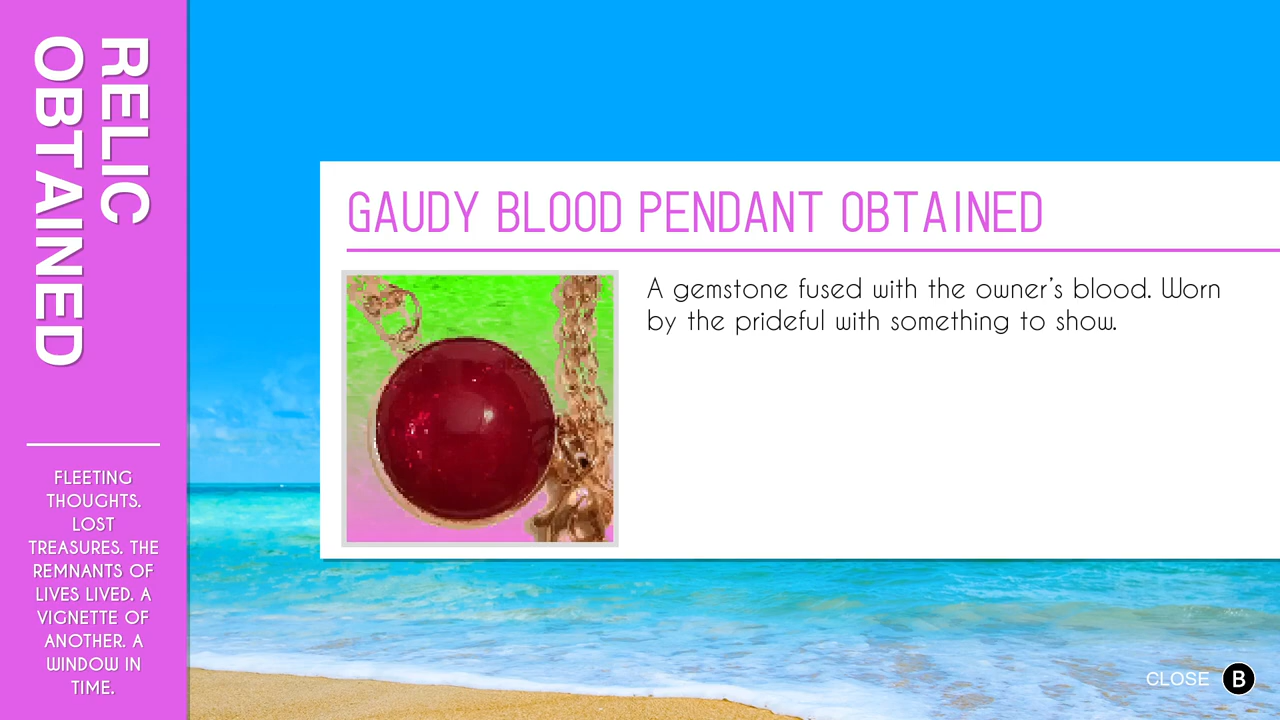 RELIC
OBTAINED
FLEETING
THOUGHTS.
LOST
TREASURES. THE
REMNANTS OF
LIVES LIVED. A
VIGNETTE OF
ANOTHER. A
WINDOW IN
TIME.
GAUDY BLOOD PENDANT OBTAINED
A gemstone fused with the owner's blood. Worn
by the prideful with something to show.
CLOSE B